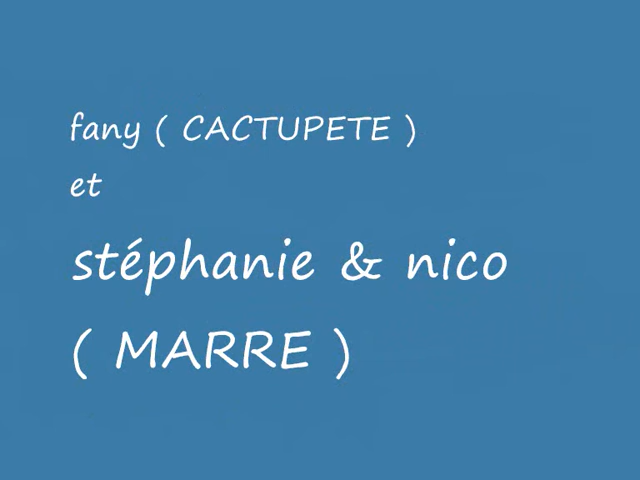 fany ( CACTUPETE )
et
stéphanie & nico
( MARRE )